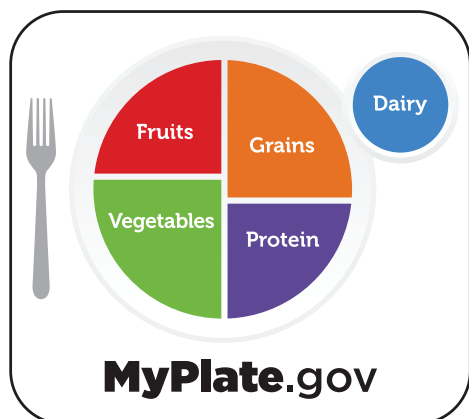 Dairy
Fruits
Grains
Vegetables
Protein
MyPlate.gov